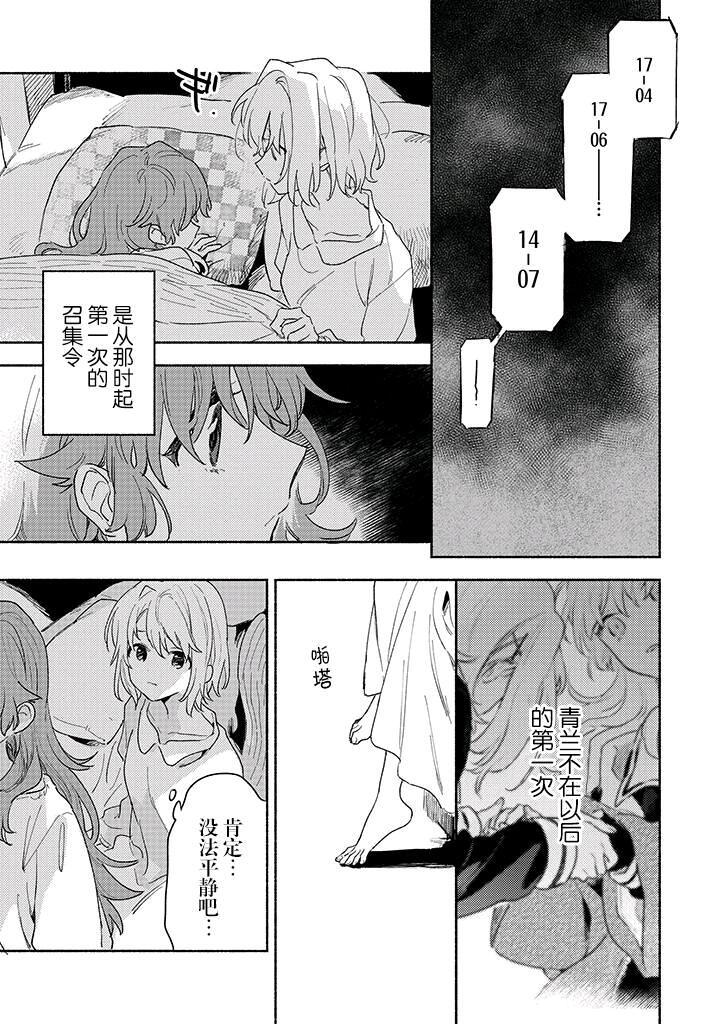 17-04
17-06——…
14-07
——…
ギ
是从那时起
第一次的
召集令
青兰不在以后
的第一次
啪
塔
肯定…
没法平静吧…